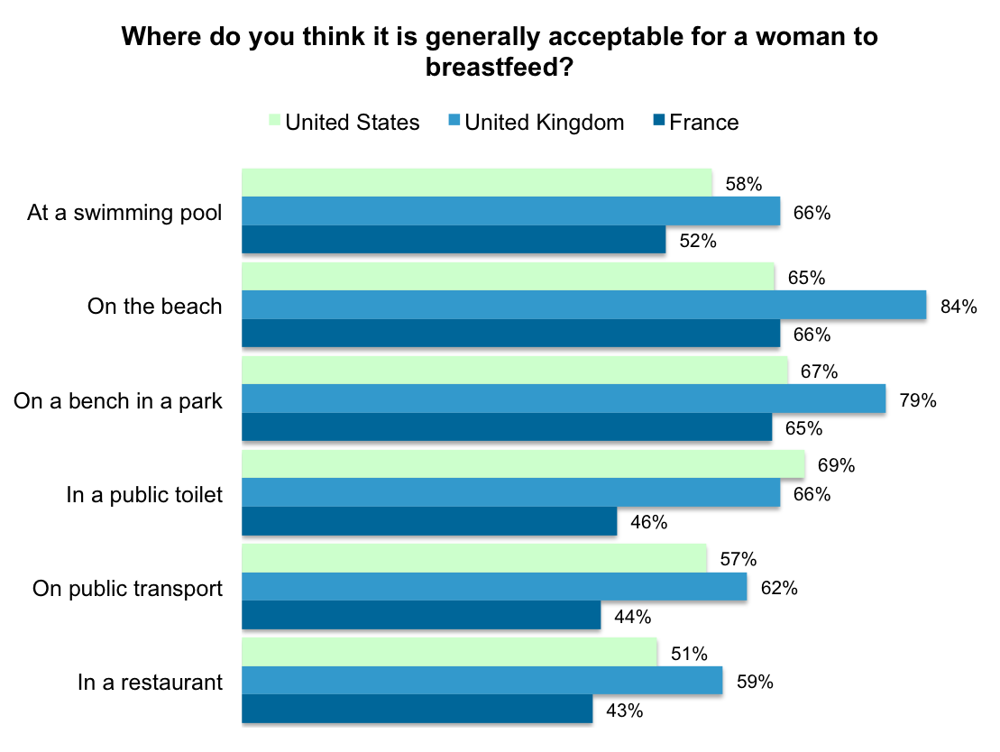 Where do you think it is generally acceptable for a woman to
breastfeed?
United States United Kingdom France
At a swimming pool
58%
66%
52%
On the beach
65%
84%
66%
On a bench in a park
67%
79%
65%
In a public toilet
69%
66%
46%
On public transport
57%
62%
44%
In a restaurant
51%
59%
43%